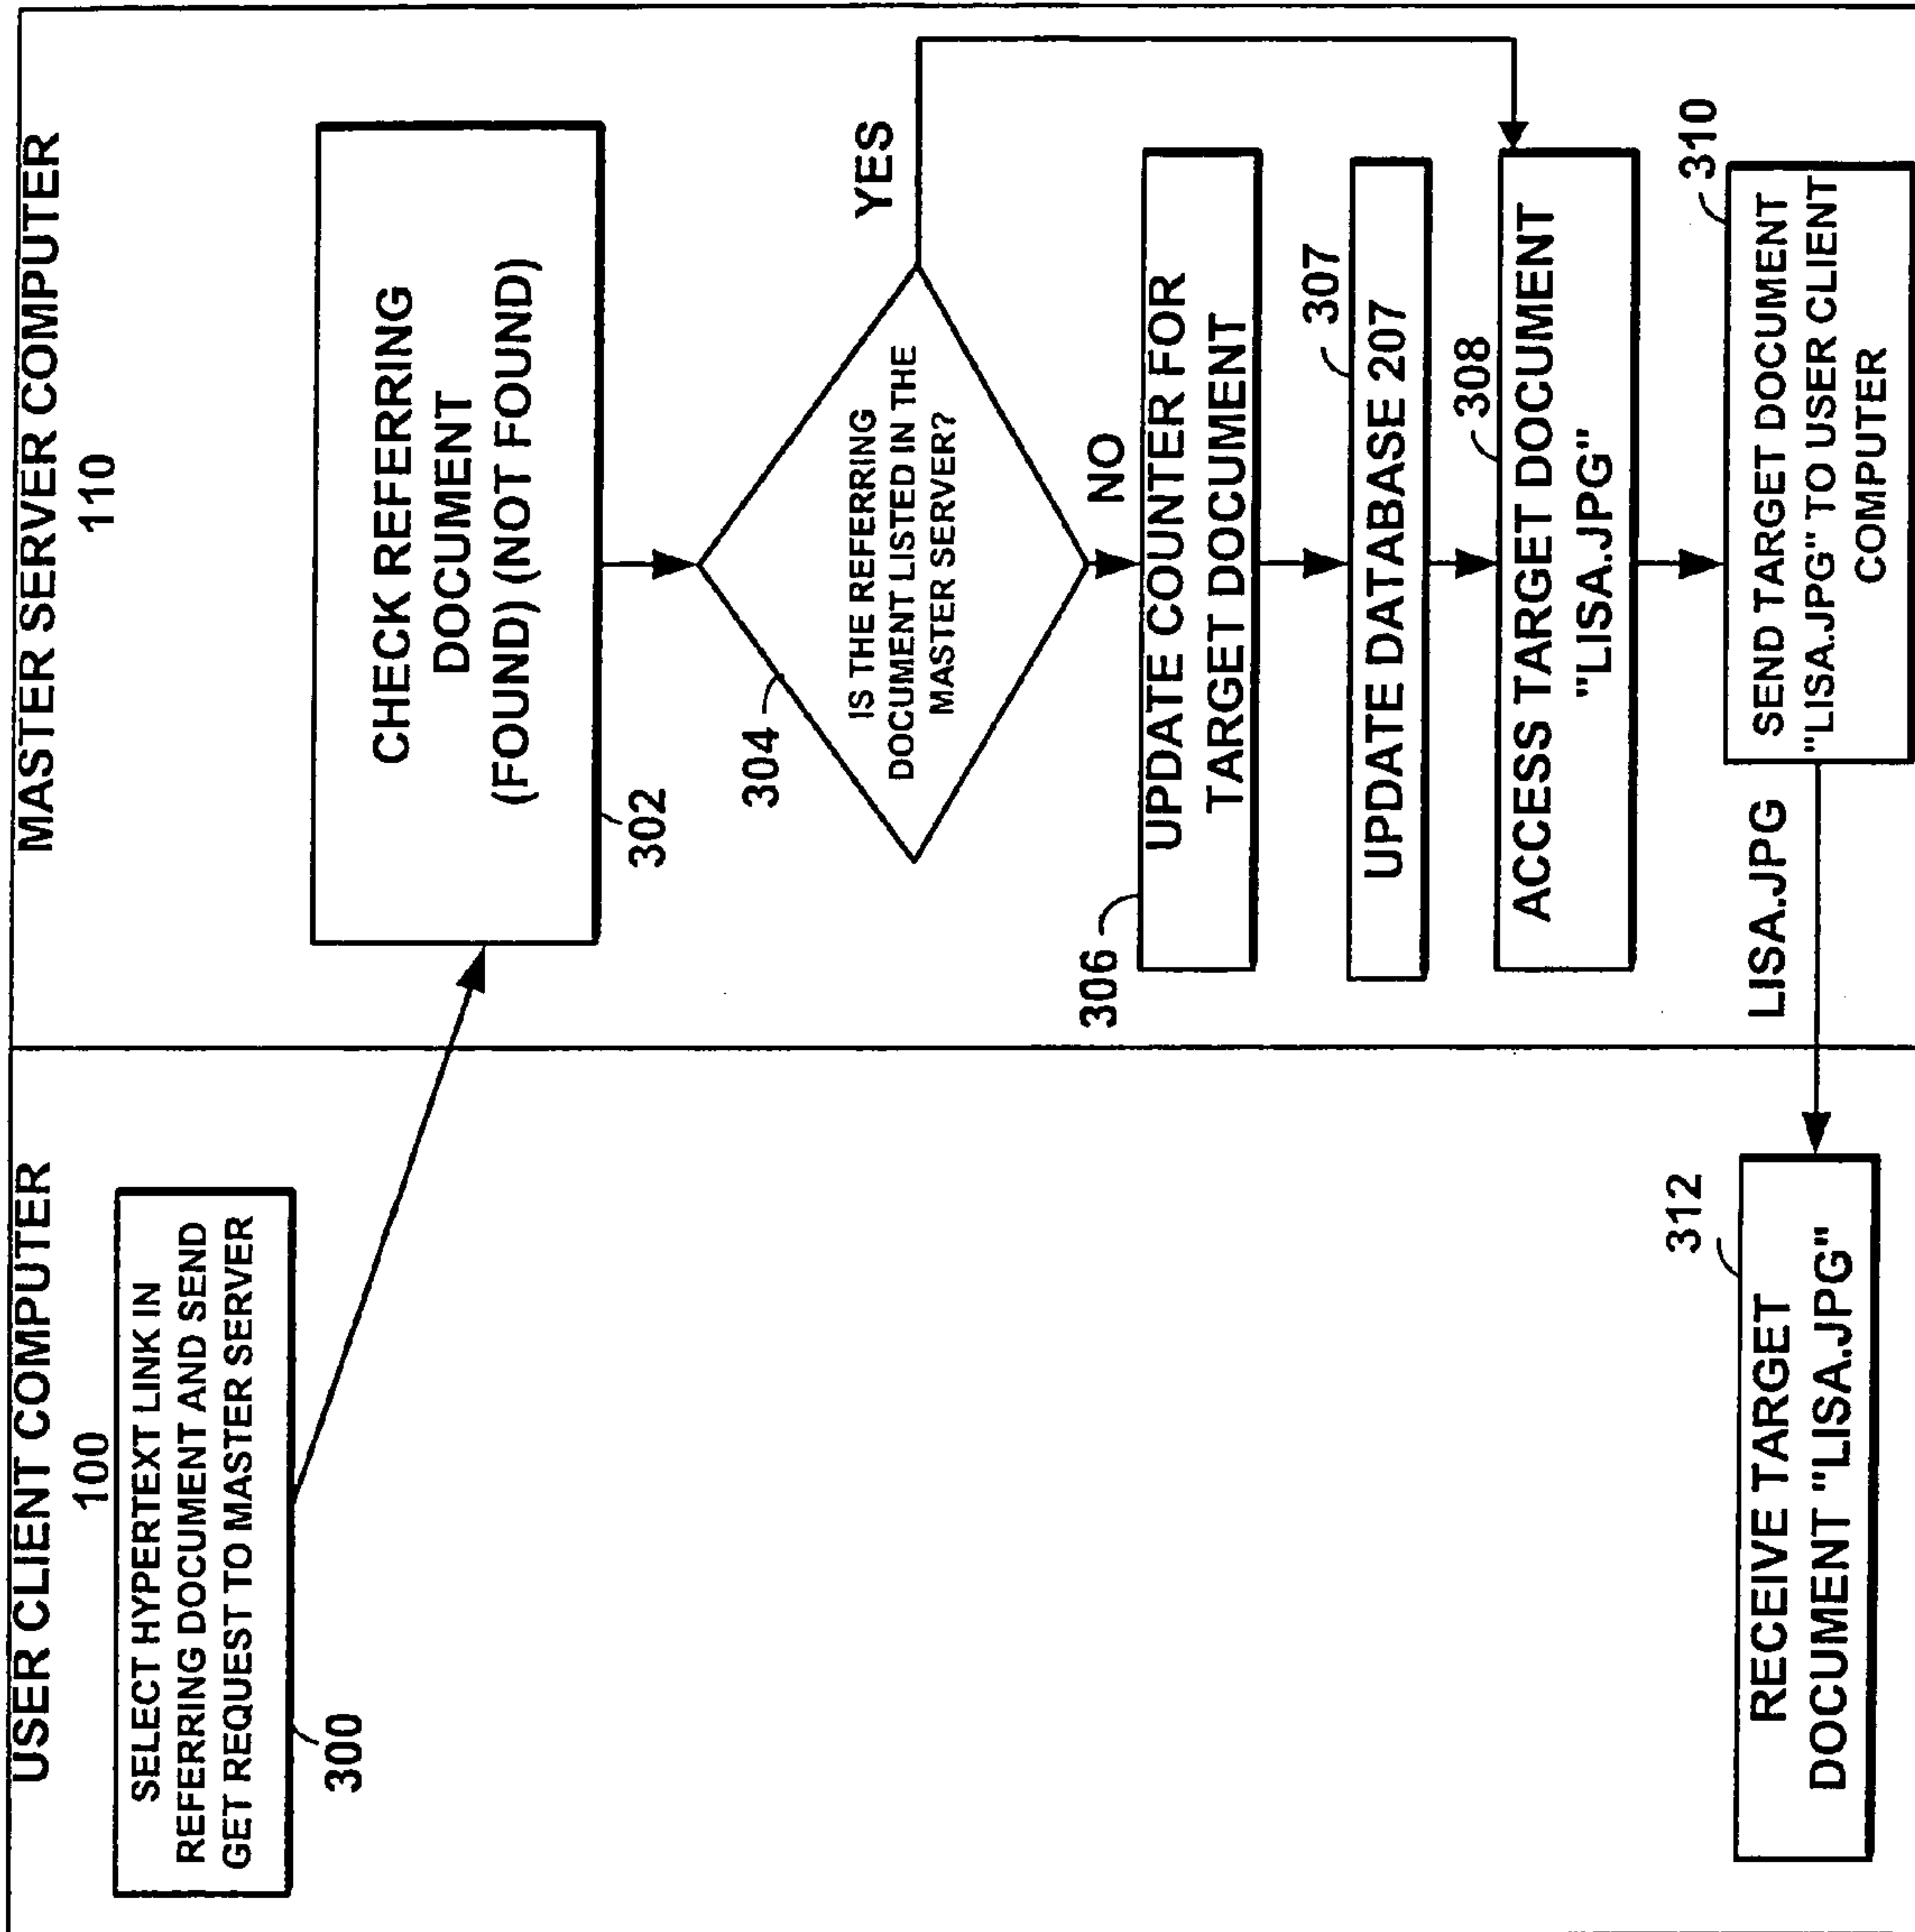 USER CLIENT COMPUTER
100
SELECT HYPERTEXT LINK IN
REFERRING DOCUMENT AND SEND
GET REQUEST TO MASTER SERVER
300
MASTER SERVER COMPUTER
110
CHECK REFERRING
DOCUMENT
(FOUND) (NOT FOUND)
302
304
IS THE REFERRING
DOCUMENT LISTED IN THE
MASTER SERVER?
YES
NO
306
UPDATE COUNTER FOR
TARGET DOCUMENT
307
UPDATE DATABASE 207
308
ACCESS TARGET DOCUMENT
"LISA.JPG"
310
SEND TARGET DOCUMENT
"LISA.JPG" TO USER CLIENT
COMPUTER
LISA.JPG
312
RECEIVE TARGET
DOCUMENT "LISA.JPG"